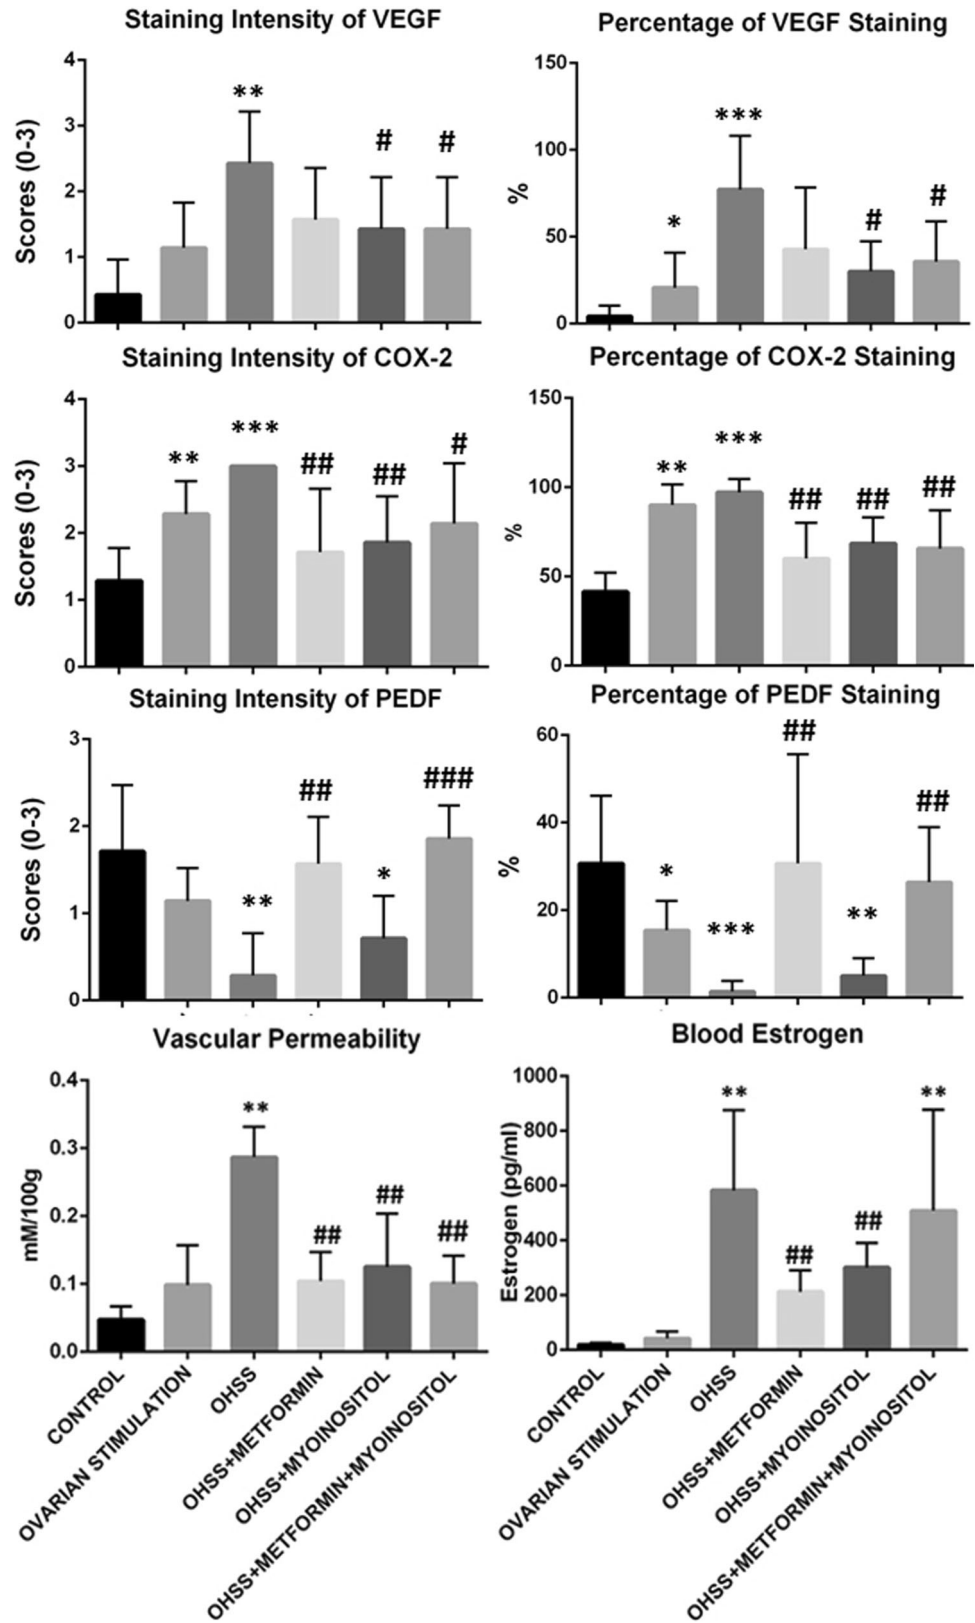 Staining Intensity of VEGF
Scores (0-3)
4
3
2
1
0
**
#
#
Percentage of VEGF Staining
%
150
100
50
0
*
***
#
#
Staining Intensity of COX-2
Scores (0-3)
4
3
2
1
0
**
***
##
##
#
Percentage of COX-2 Staining
%
150
100
50
0
**
***
##
##
##
Staining Intensity of PEDF
Scores (0-3)
3
2
1
0
**
##
*
###
Percentage of PEDF Staining
%
60
40
20
0
*
***
##
**
##
Vascular Permeability
mM/100g
0.4
0.3
0.2
0.1
0.0
**
##
##
##
CONTROL
OVARIAN STIMULATION
OHSS
OHSS+METFORMIN
OHSS+MYOINOSITOL
OHSS+METFORMIN+MYOINOSITOL
Blood Estrogen
Estrogen (pg/ml)
1000
800
600
400
200
0
**
##
##
**
CONTROL
OVARIAN STIMULATION
OHSS
OHSS+METFORMIN
OHSS+MYOINOSITOL
OHSS+METFORMIN+MYOINOSITOL